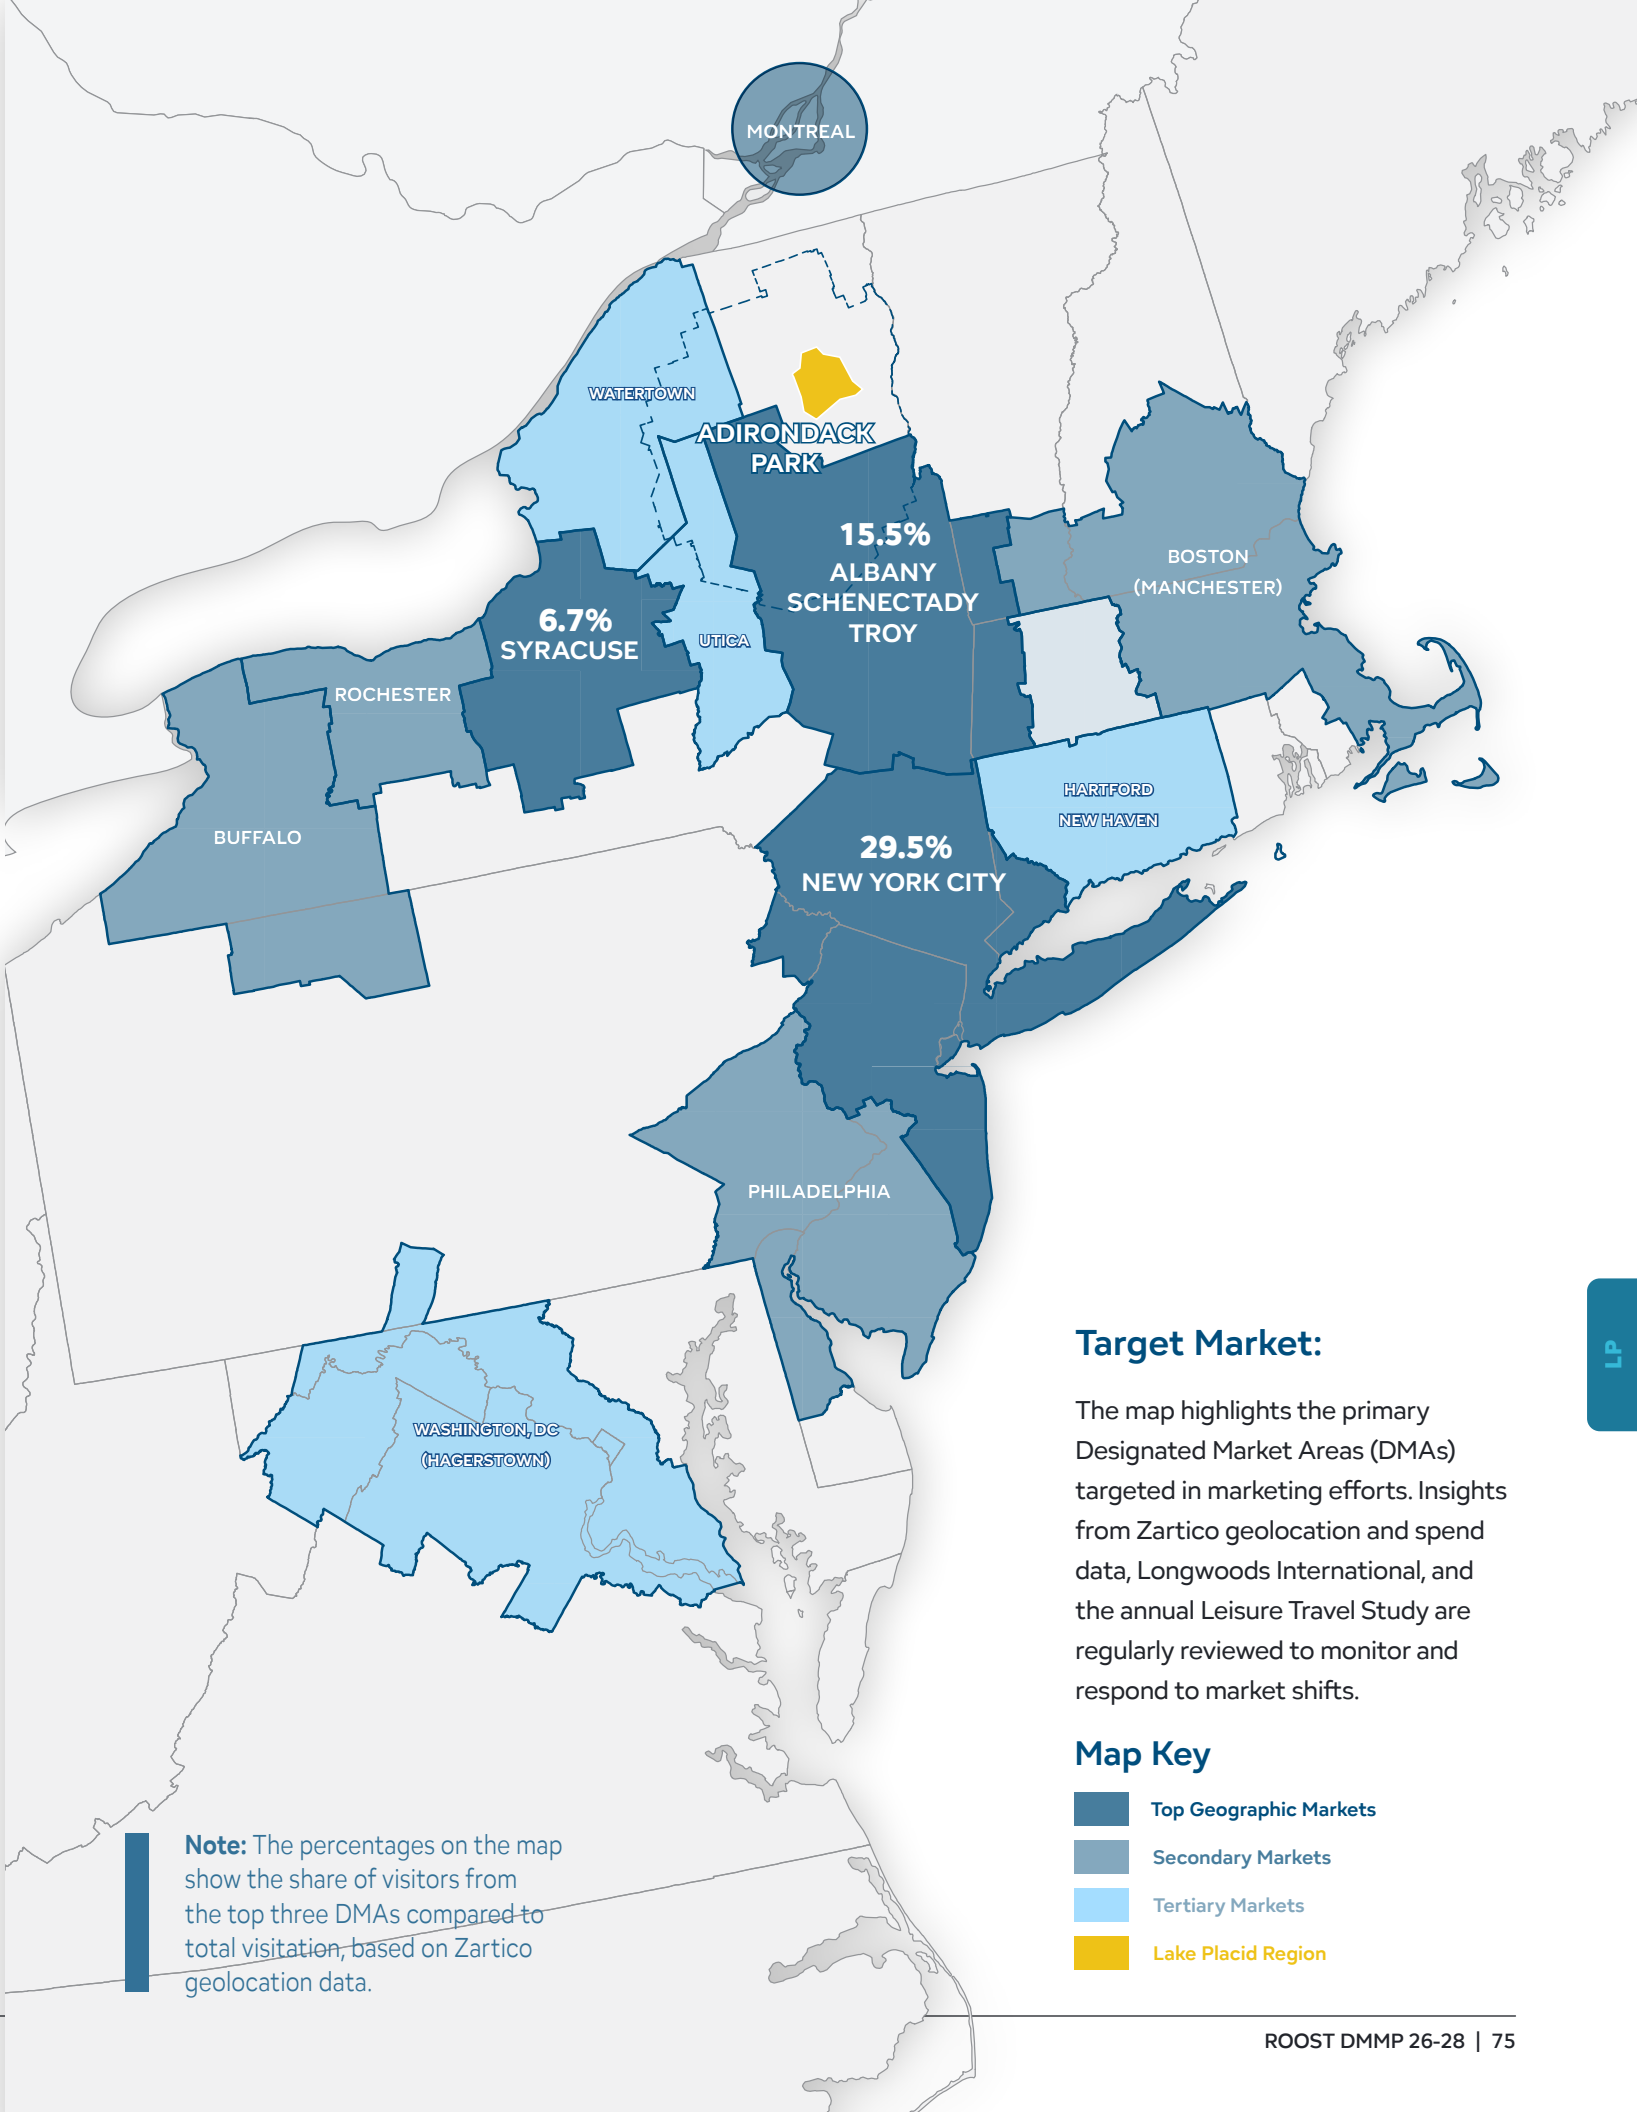 MONTREAL
WATERTOWN
ADIRONDACK
PARK
15.5%
ALBANY
SCHENECTADY
TROY
BOSTON
(MANCHESTER)
6.7%
SYRACUSE
UTICA
ROCHESTER
HARTFORD
NEW HAVEN
BUFFALO
29.5%
NEW YORK CITY
PHILADELPHIA
WASHINGTON, DC
(HAGERSTOWN)
LP
Target Market:
The map highlights the primary
Designated Market Areas (DMAs)
targeted in marketing efforts. Insights
from Zartico geolocation and spend
data, Longwoods International, and
the annual Leisure Travel Study are
regularly reviewed to monitor and
respond to market shifts.
Map Key
Top Geographic Markets
Secondary Markets
Tertiary Markets
Lake Placid Region
Note: The percentages on the map
show the share of visitors from
the top three DMAs compared to
total visitation, based on Zartico
geolocation data.
ROOST DMMP 26-28 | 75